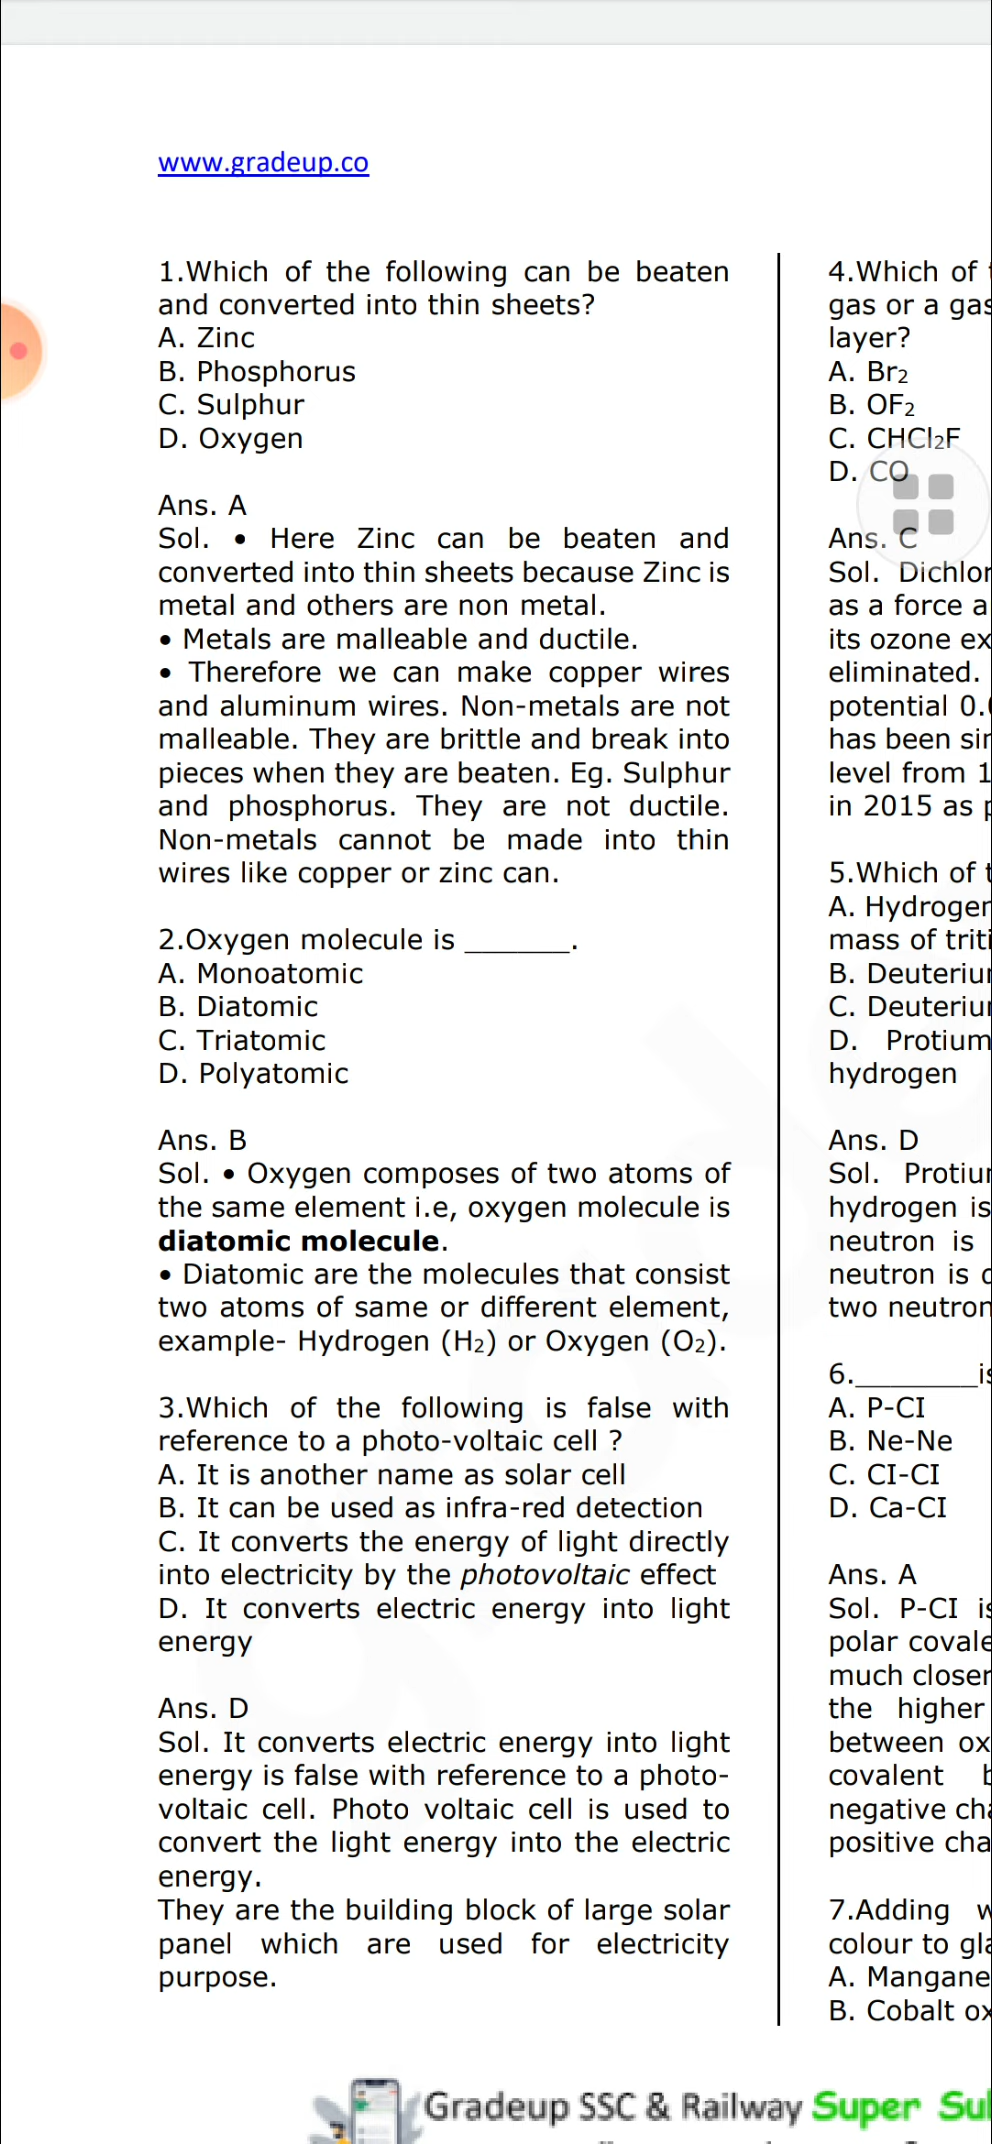 www.gradeup.co
1.Which of the following can be beaten
and converted into thin sheets?
A. Zinc
B. Phosphorus
C. Sulphur
D. Oxygen
Ans. A
Sol. • Here Zinc can be beaten and
converted into thin sheets because Zinc is
metal and others are non metal.
• Metals are malleable and ductile.
• Therefore we can make copper wires
and aluminum wires. Non-metals are not
malleable. They are brittle and break into
pieces when they are beaten. Eg. Sulphur
and phosphorus. They are not ductile.
Non-metals cannot be made into thin
wires like copper or zinc can.
2.Oxygen molecule is _______.
A. Monoatomic
B. Diatomic
C. Triatomic
D. Polyatomic
Ans. B
Sol. • Oxygen composes of two atoms of
the same element i.e, oxygen molecule is
diatomic molecule.
• Diatomic are the molecules that consist
two atoms of same or different element,
example- Hydrogen (H2) or Oxygen (O2).
3.Which of the following is false with
reference to a photo-voltaic cell ?
A. It is another name as solar cell
B. It can be used as infra-red detection
C. It converts the energy of light directly
into electricity by the photovoltaic effect
D. It converts electric energy into light
energy
Ans. D
Sol. It converts electric energy into light
energy is false with reference to a photo-
voltaic cell. Photo voltaic cell is used to
convert the light energy into the electric
energy.
They are the building block of large solar
panel which are used for electricity
purpose.
4.Which of
gas or a gas
layer?
A. Br2
B. OF2
C. CHCl2F
D. CO
Ans. C
Sol.
as a force a
its ozone ex
eliminated.
potential 0.
has been
level from 1
in 2015 as
5.Which of
A.
mass of
B.
C.
D. Protium
hydrogen
Ans. D
Sol.
hydrogen is
neutron is
neutron is
two
6.________
A. P-CI
B. Ne-Ne
C. CI-CI
D. Ca-CI
Ans. A
Sol. P-CI
polar
much closer
the higher
between
covalent
negative
positive
7.Adding
colour to
A.
B. Cobalt
Gradeup SSC & Railway Super